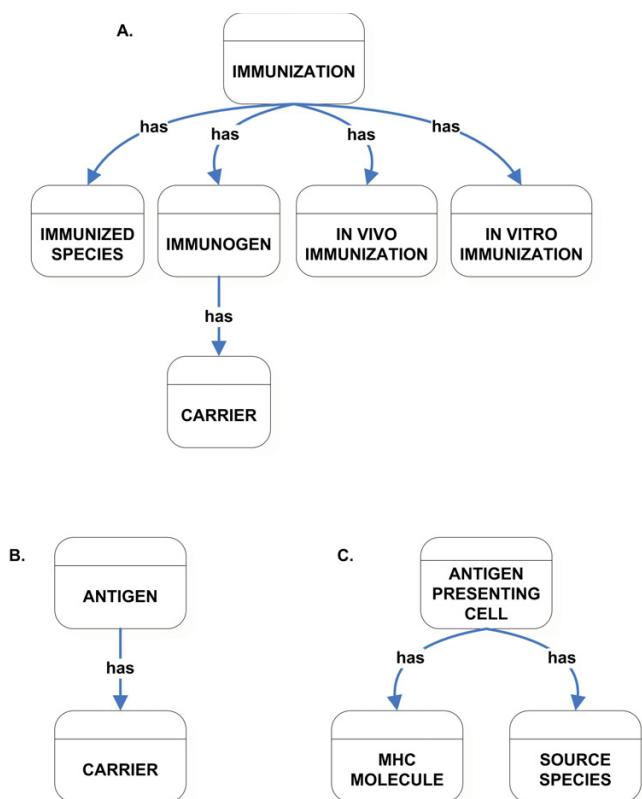 A.
IMMUNIZATION
has
has
has
has
IMMUNIZED
SPECIES
IMMUNOGEN
IN VIVO
IMMUNIZATION
IN VITRO
IMMUNIZATION
has
CARRIER
B.
ANTIGEN
has
CARRIER
C.
ANTIGEN
PRESENTING
CELL
has
has
MHC
MOLECULE
SOURCE
SPECIES